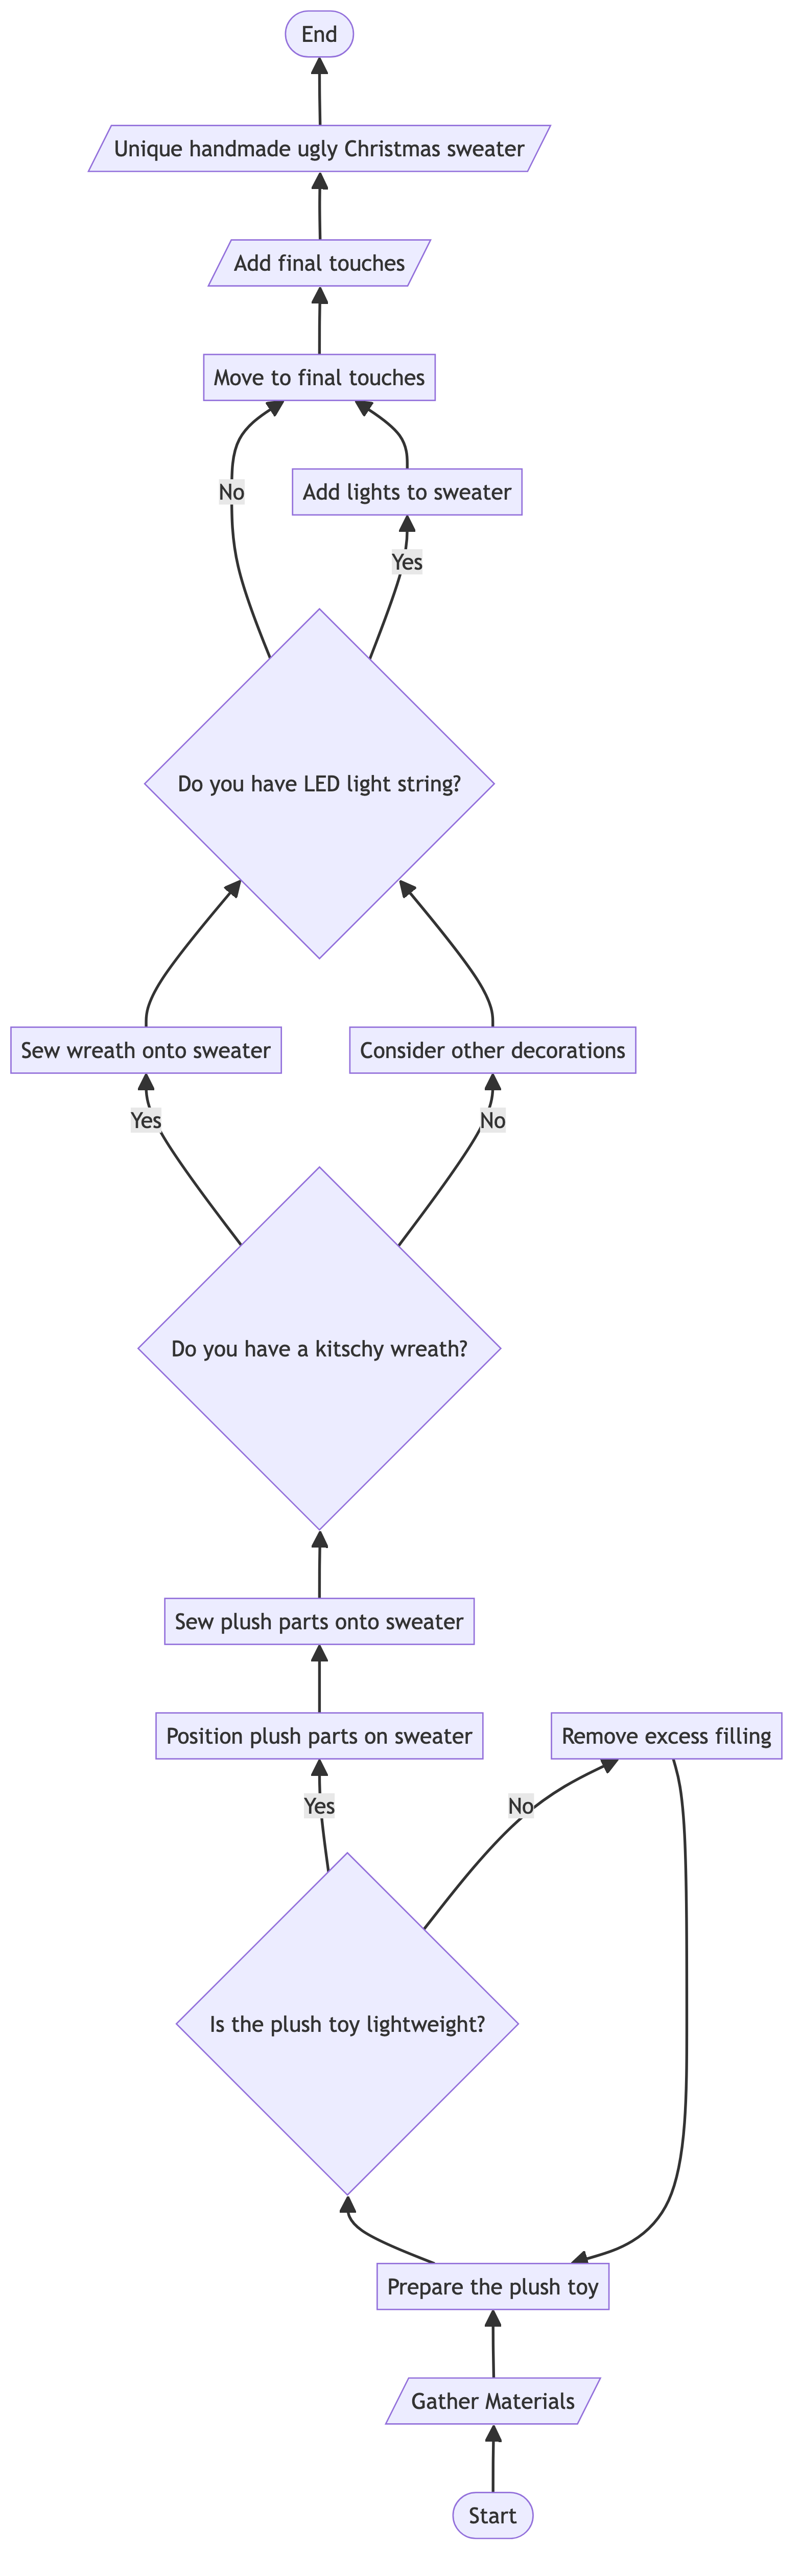 End
Unique handmade ugly Christmas sweater
Add final touches
Move to final touches
No
Add lights to sweater
Yes
Do you have LED light string?
Sew wreath onto sweater
Consider other decorations
Yes
No
Do you have a kitschy wreath?
Sew plush parts onto sweater
Position plush parts on sweater
Remove excess filling
Yes
No
Is the plush toy lightweight?
Prepare the plush toy
Gather Materials
Start